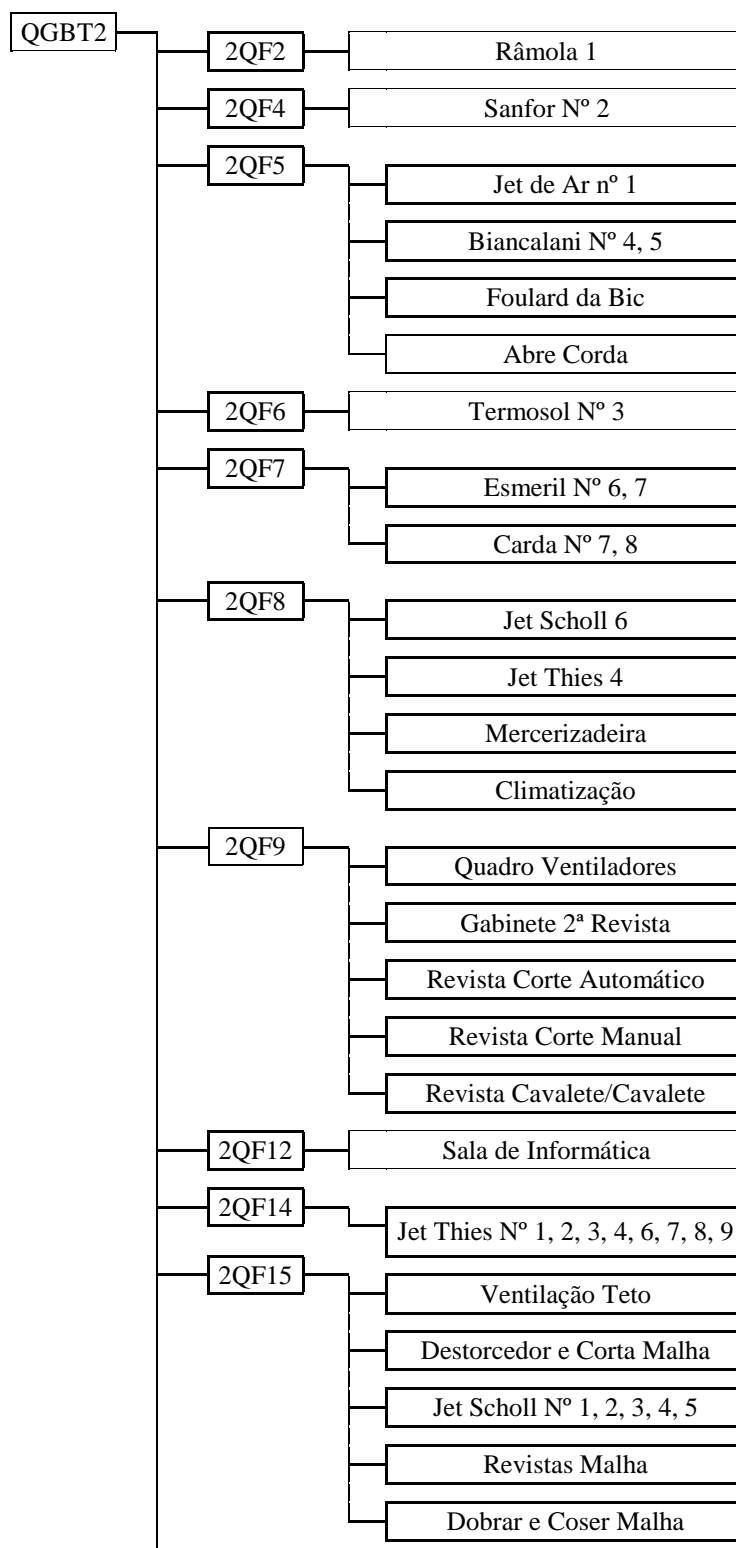 QGBT2
2QF2
Râmola 1
2QF4
Sanfor Nº 2
2QF5
Jet de Ar nº 1
Biancalani Nº 4, 5
Foulard da Bic
Abre Corda
2QF6
Termosol Nº 3
2QF7
Esmeril Nº 6, 7
Carda Nº 7, 8
2QF8
Jet Scholl 6
Jet Thies 4
Mercerizadeira
Climatização
2QF9
Quadro Ventiladores
Gabinete 2ª Revista
Revista Corte Automático
Revista Corte Manual
Revista Cavalete/Cavalete
2QF12
Sala de Informática
2QF14
Jet Thies Nº 1, 2, 3, 4, 6, 7, 8, 9
2QF15
Ventilação Teto
Destorcedor e Corta Malha
Jet Scholl Nº 1, 2, 3, 4, 5
Revistas Malha
Dobrar e Coser Malha